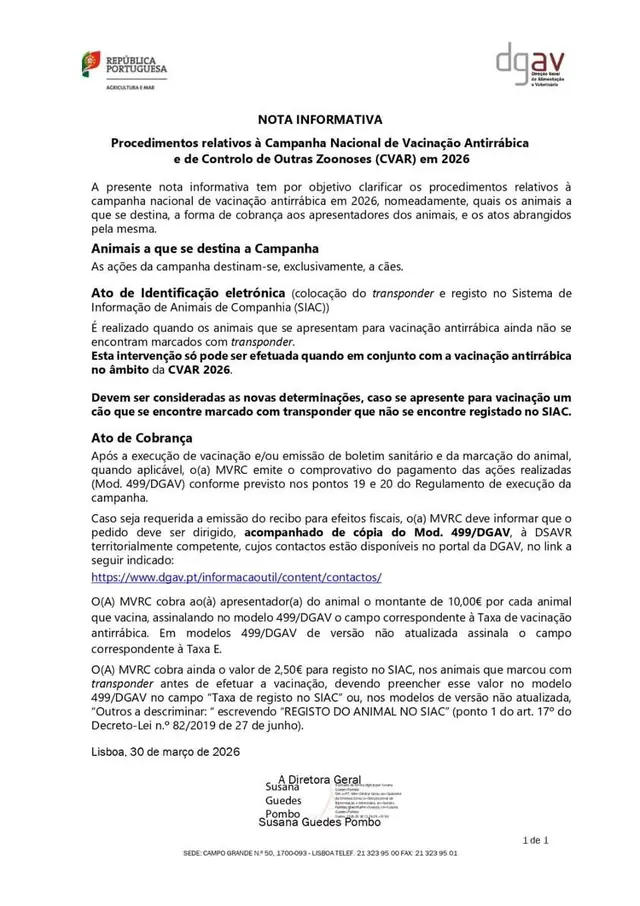 REPÚBLICA
PORTUGUESA
AGRICULTURA E MAR
dgav
Direção Geral
de Alimentação
e Veterinária
NOTA INFORMATIVA
Procedimentos relativos à Campanha Nacional de Vacinação Antirrábica
e de Controlo de Outras Zoonoses (CVAR) em 2026
A presente nota informativa tem por objetivo clarificar os procedimentos relativos à
campanha nacional de vacinação antirrábica em 2026, nomeadamente, quais os animais a
que se destina, a forma de cobrança aos apresentadores dos animais, e os atos abrangidos
pela mesma.
Animais a que se destina a Campanha
As ações da campanha destinam-se, exclusivamente, a cães.
Ato de Identificação eletrónica (colocação do transponder e registo no Sistema de
Informação de Animais de Companhia (SIAC))
É realizado quando os animais que se apresentam para vacinação antirrábica ainda não se
encontram marcados com transponder.
Esta intervenção só pode ser efetuada quando em conjunto com a vacinação antirrábica
no âmbito da CVAR 2026.
Devem ser consideradas as novas determinações, caso se apresente para vacinação um
cão que se encontre marcado com transponder que não se encontre registado no SIAC.
Ato de Cobrança
Após a execução de vacinação e/ou emissão de boletim sanitário e da marcação do animal,
quando aplicável, o(a) MVRC emite o comprovativo do pagamento das ações realizadas
(Mod. 499/DGAV) conforme previsto nos pontos 19 e 20 do Regulamento de execução da
campanha.
Caso seja requerida a emissão do recibo para efeitos fiscais, o(a) MVRC deve informar que o
pedido deve ser dirigido, acompanhado de cópia do Mod. 499/DGAV, à DSAVR
territorialmente competente, cujos contactos estão disponíveis no portal da DGAV, no link a
seguir indicado:
https://www.dgav.pt/informacaoutil/content/contactos/
O(A) MVRC cobra ao(à) apresentador(a) do animal o montante de 10,00€ por cada animal
que vacina, assinalando no modelo 499/DGAV o campo correspondente à Taxa de vacinação
antirrábica. Em modelos 499/DGAV de versão não atualizada assinala o campo
correspondente à Taxa E.
O(A) MVRC cobra ainda o valor de 2,50€ para registo no SIAC, nos animais que marcou com
transponder antes de efetuar a vacinação, devendo preencher esse valor no modelo
499/DGAV no campo “Taxa de registo no SIAC” ou, nos modelos de versão não atualizada,
“Outros a descriminar: ” escrevendo “REGISTO DO ANIMAL NO SIAC” (ponto 1 do art. 17º do
Decreto-Lei n.º 82/2019 de 27 de junho).
Lisboa, 30 de março de 2026
A Diretora Geral
Susana
Guedes
Pombo
Susana Guedes Pombo
1 de 1
SEDE: CAMPO GRANDE N.º 50, 1700-093 - LISBOA TELEF. 21 323 95 00 FAX: 21 323 95 01